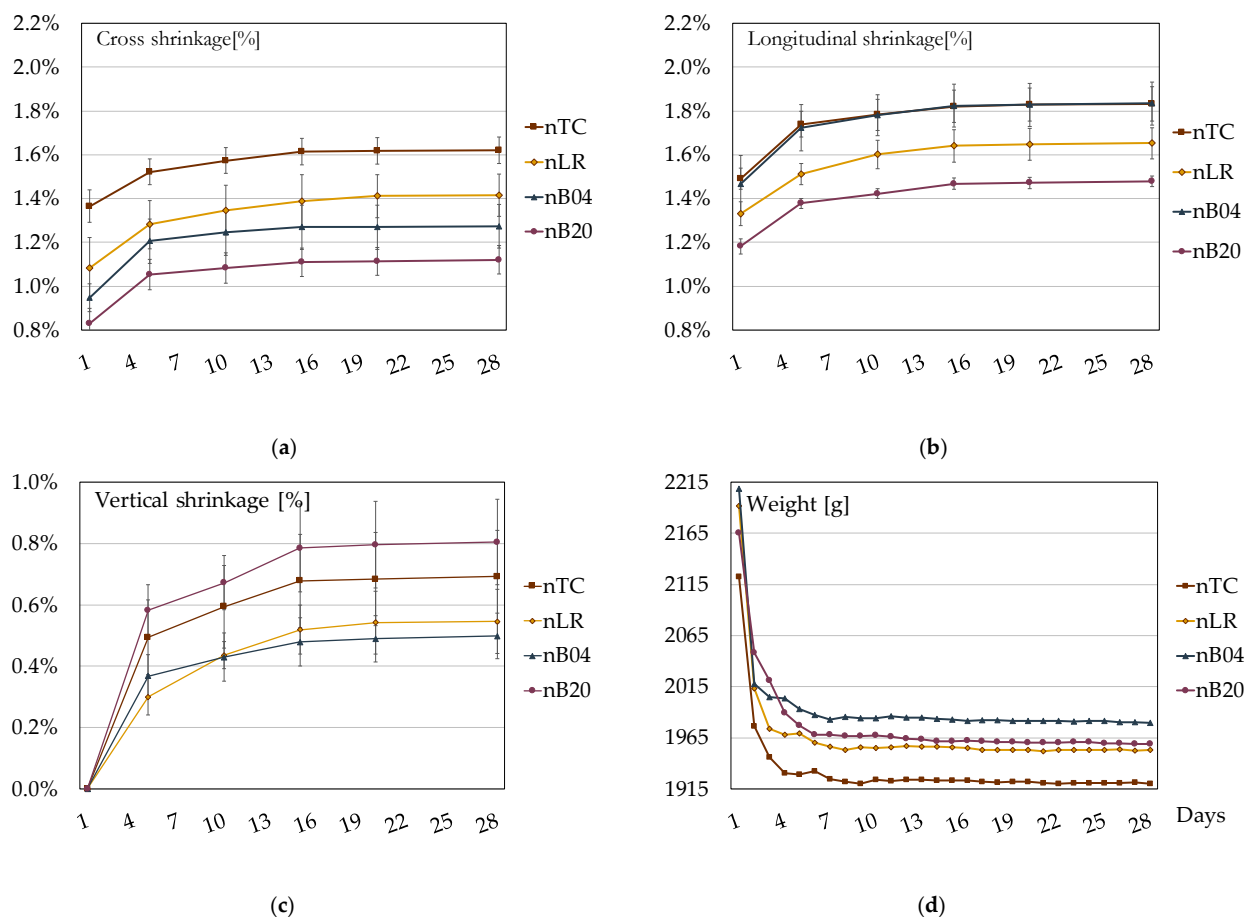 Cross shrinkage[%]
2.2%
2.0%
1.8%
1.6%
1.4%
1.2%
1.0%
0.8%
1 4 7 10 13 16 19 22 25 28
nTC
nLR
nB04
nB20
(a)
Longitudinal shrinkage[%]
2.2%
2.0%
1.8%
1.6%
1.4%
1.2%
1.0%
0.8%
1 4 7 10 13 16 19 22 25 28
nTC
nLR
nB04
nB20
(b)
Vertical shrinkage [%]
1.0%
0.8%
0.6%
0.4%
0.2%
0.0%
1 4 7 10 13 16 19 22 25 28
nTC
nLR
nB04
nB20
(c)
Weight [g]
2215
2165
2115
2065
2015
1965
1915
1 4 7 10 13 16 19 22 25 28
Days
nTC
nLR
nB04
nB20
(d)